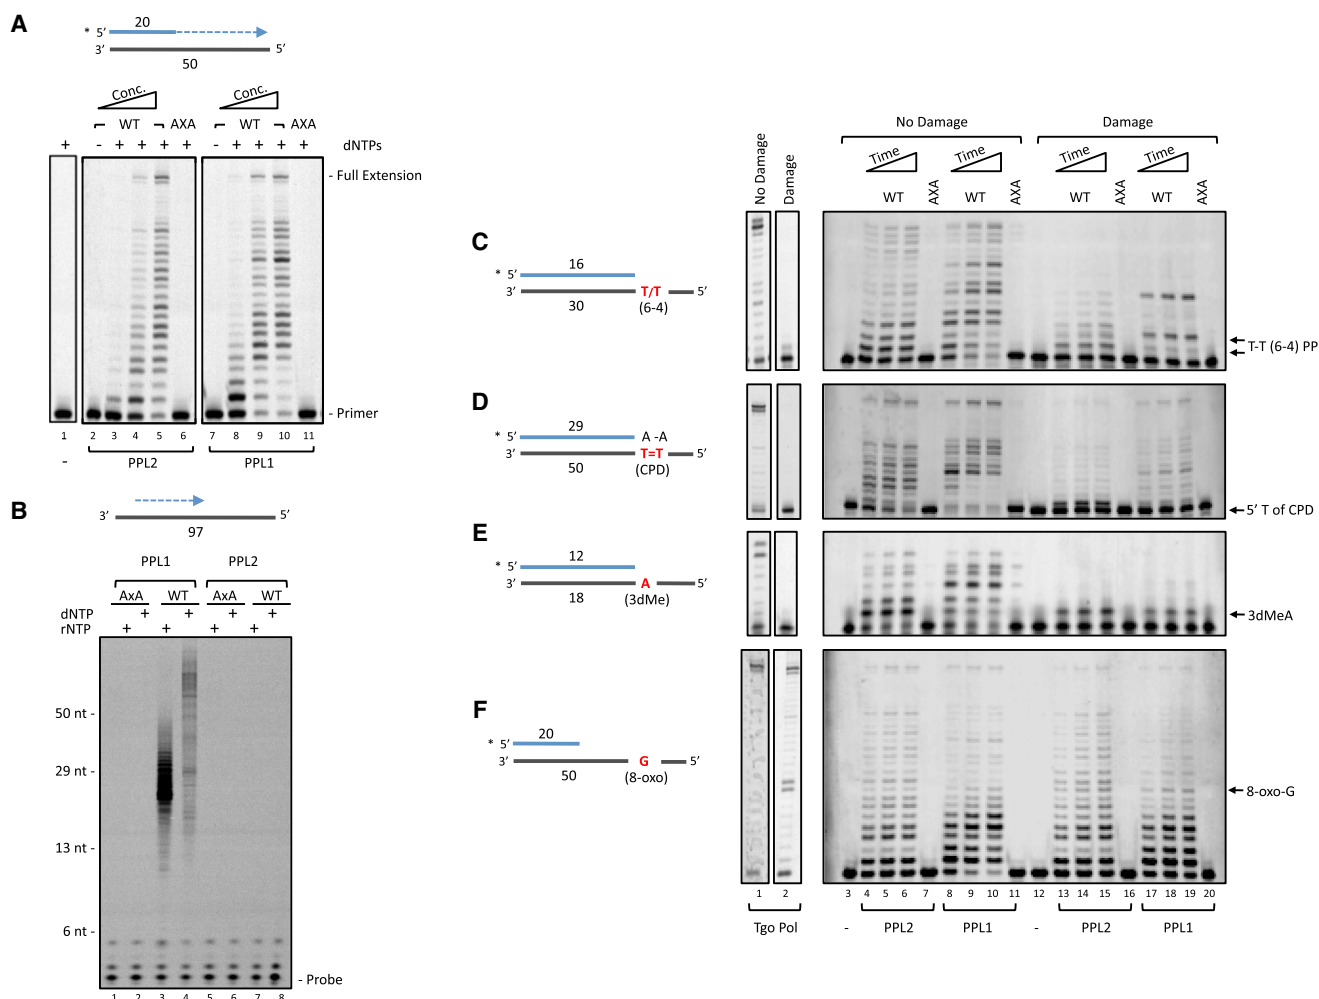 A
20
* 5’
3’ 5’
50
Conc. Conc.
WT AXA WT AXA
+ - + + + + - + + + + dNTPs
- Full Extension
- Primer
1 2 3 4 5 6 7 8 9 10 11
- PPL2 PPL1
B
3’ 5’
97
PPL1 PPL2
AxA WT AxA WT
dNTP + + + +
rNTP + + + +
50 nt -
29 nt -
13 nt -
6 nt -
- Probe
1 2 3 4 5 6 7 8
No Damage Damage
No Damage
Damage
Time Time Time Time
WT AXA WT AXA WT AXA WT AXA
C
16
* 5’
3’ T/T 5’
30 (6-4)
T-T (6-4) PP
D
29 A -A
* 5’
3’ T=T 5’
50 (CPD)
5’ T of CPD
E
12
* 5’
3’ A 5’
18 (3dMe)
3dMeA
F
20
* 5’
3’ G 5’
50 (8-oxo)
8-oxo-G
1 2 3 4 5 6 7 8 9 10 11 12 13 14 15 16 17 18 19 20
Tgo Pol - PPL2 PPL1 - PPL2 PPL1